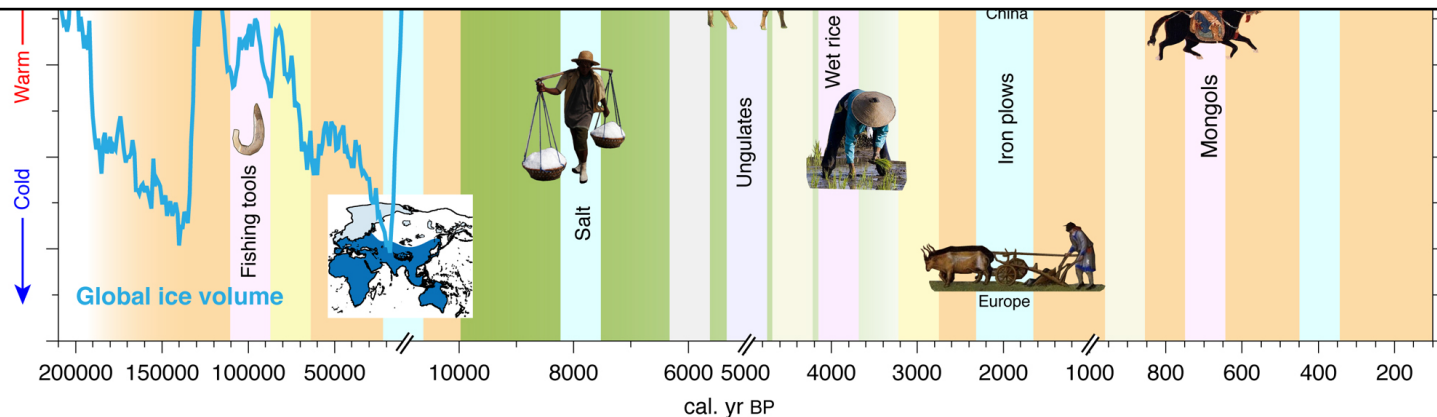 China
Warm
Cold
Fishing tools
Salt
Ungulates
Wet rice
Iron plows
Mongols
Global ice volume
Europe
200000 150000 100000 50000 10000 8000 6000 5000 4000 3000 2000 1000 800 600 400 200
cal. yr BP